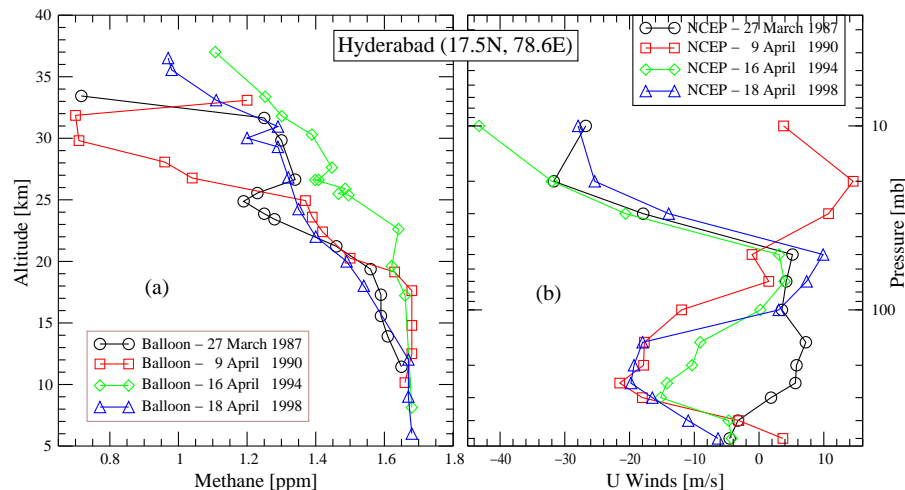 Hyderabad (17.5N, 78.6E)
40
35
30
25
20
15
10
5
Altitude [km]
(a)
Balloon – 27 March 1987
Balloon – 9 April 1990
Balloon – 16 April 1994
Balloon – 18 April 1998
0.8 1 1.2 1.4 1.6 1.8
Methane [ppm]
NCEP – 27 March 1987
NCEP – 9 April 1990
NCEP – 16 April 1994
NCEP – 18 April 1998
(b)
10
100
Pressure [mb]
−40 −30 −20 −10 0 10
U Winds [m/s]